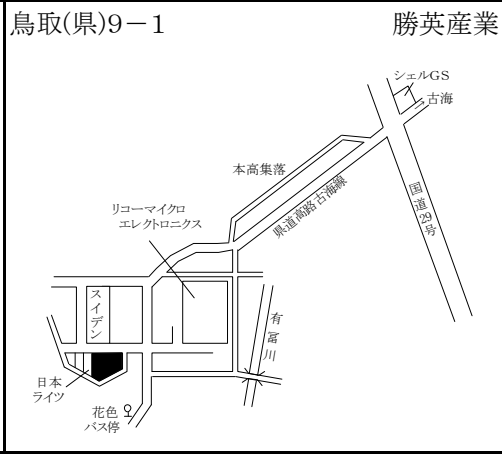 鳥取(県)9－1
勝英産業
シェルGS
古海
本高集落
県道高路古海線
国道29号
リコーマイクロ
エレクトロニクス
スイデン
有冨川
日本
ライツ
花色
バス停